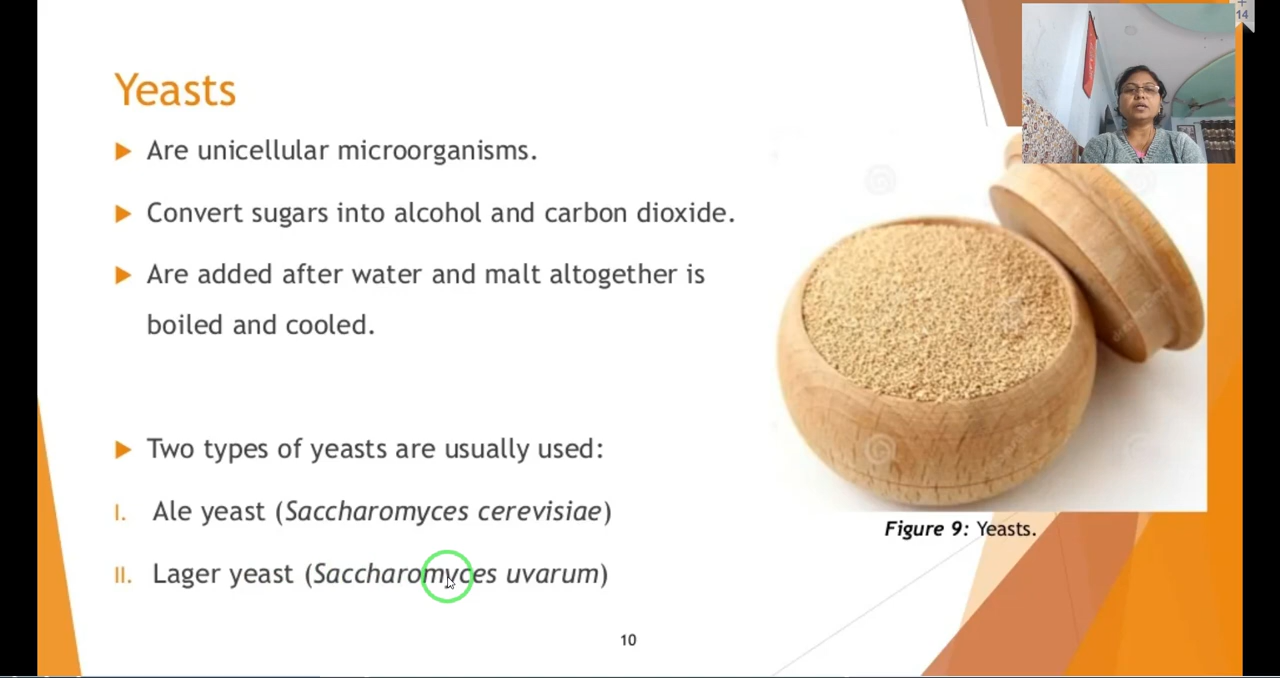 14
Yeasts
Are unicellular microorganisms.
Convert sugars into alcohol and carbon dioxide.
Are added after water and malt altogether is
boiled and cooled.
Two types of yeasts are usually used:
I. Ale yeast (Saccharomyces cerevisiae)
II. Lager yeast (Saccharomyces uvarum)
Figure 9: Yeasts.
10